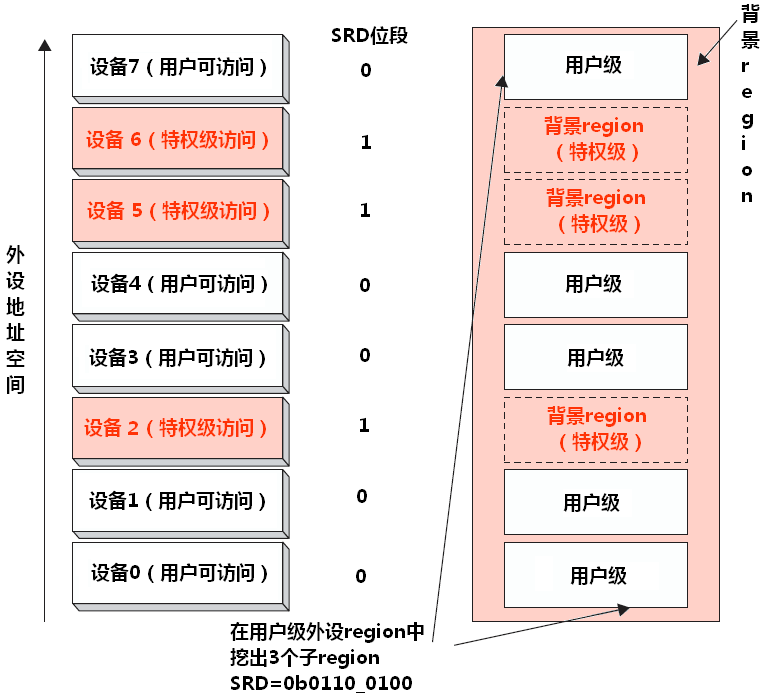 SRD位段
设备7（用户可访问）
0
用户级
设备 6（特权级访问）
1
背景region
（特权级）
设备 5（特权级访问）
1
背景region
（特权级）
设备4（用户可访问）
0
用户级
设备3（用户可访问）
0
用户级
设备 2（特权级访问）
1
背景region
（特权级）
设备1（用户可访问）
0
用户级
设备0（用户可访问）
0
用户级
外设地址空间
背景region
在用户级外设region中
挖出3个子region
SRD=0b0110_0100